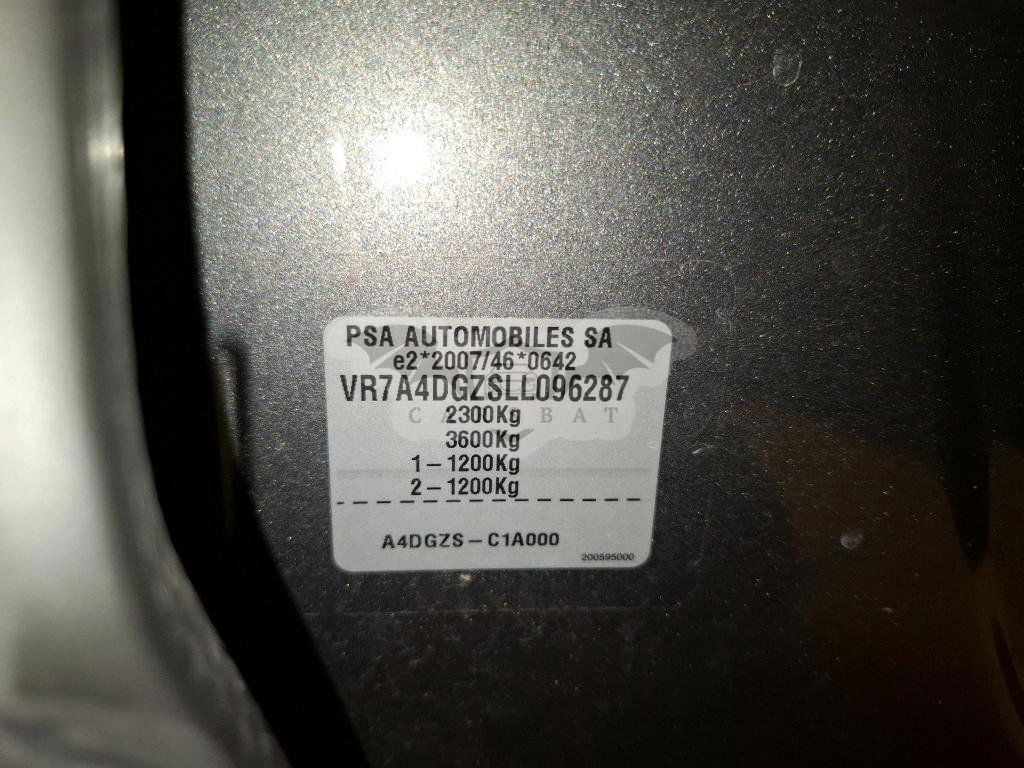 PSA AUTOMOBILES SA
e2*2007/46*0642
VR7A4DGZSLL096287
2300Kg
3600Kg
1-1200Kg
2-1200Kg
A4DGZS-C1A000
200595000